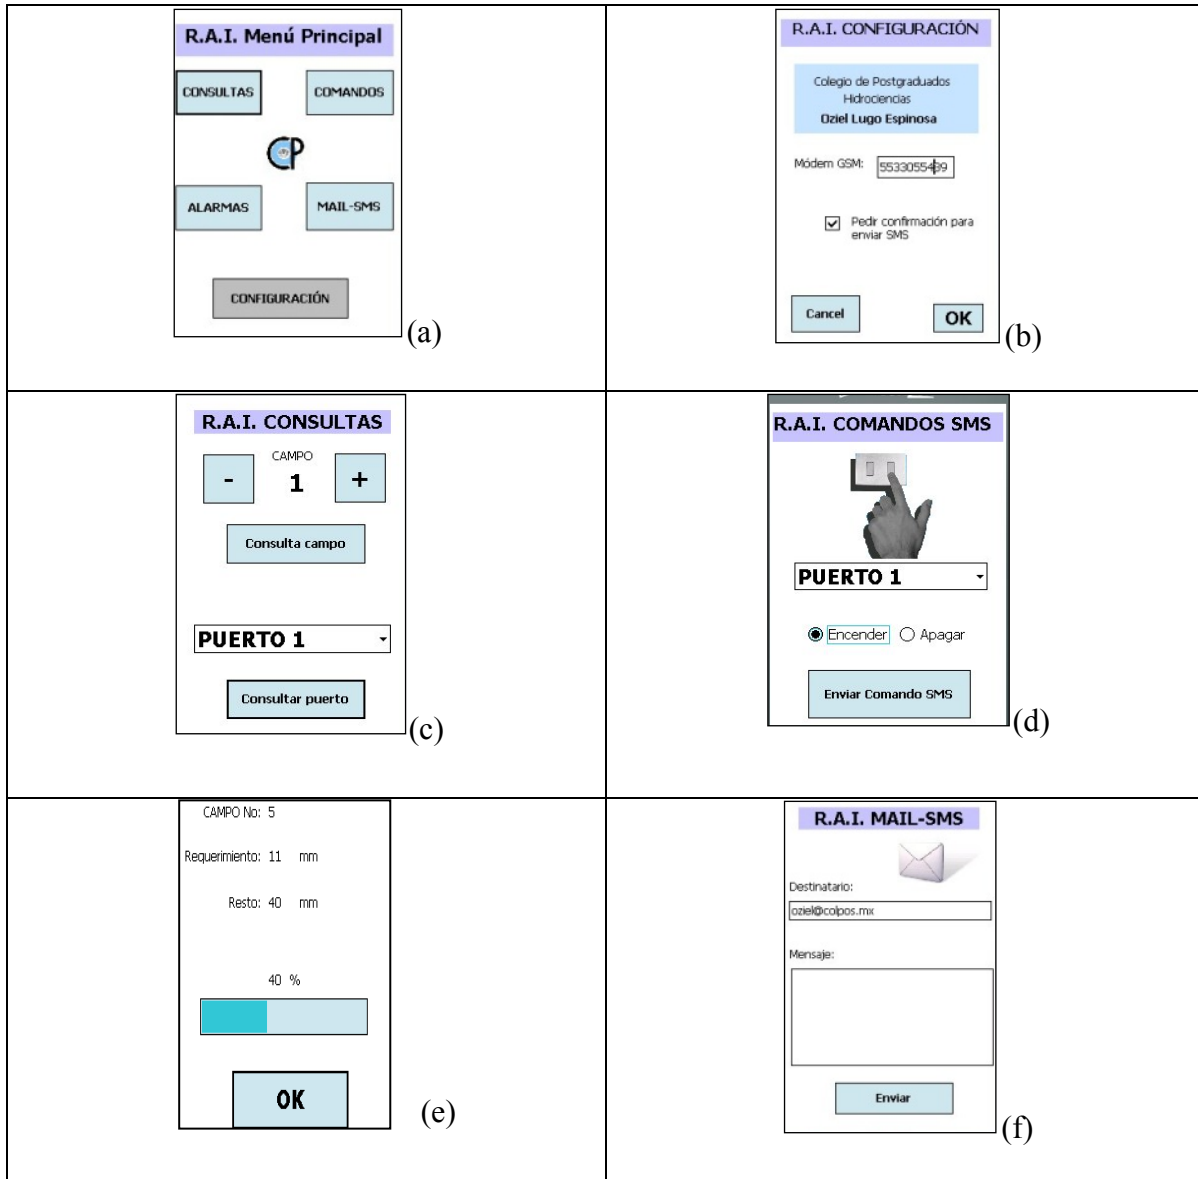 R.A.I. Menú Principal
CONSULTAS
COMANDOS
CP
ALARMAS
MAIL-SMS
CONFIGURACIÓN
(a)
R.A.I. CONFIGURACIÓN
Colegio de Postgraduados
Hidrociencias
Oziel Lugo Espinosa
Módem GSM: 5533055439
Pedir confirmación para
enviar SMS
Cancel
OK
(b)
R.A.I. CONSULTAS
CAMPO
- 1 +
Consulta campo
PUERTO 1
Consultar puerto
(c)
R.A.I. COMANDOS SMS
PUERTO 1
Encender Apagar
Enviar Comando SMS
(d)
CAMPO No: 5
Requerimiento: 11 mm
Resto: 40 mm
40 %
OK
(e)
R.A.I. MAIL-SMS
Destinatario:
oziel@colpos.mx
Mensaje:
Enviar
(f)